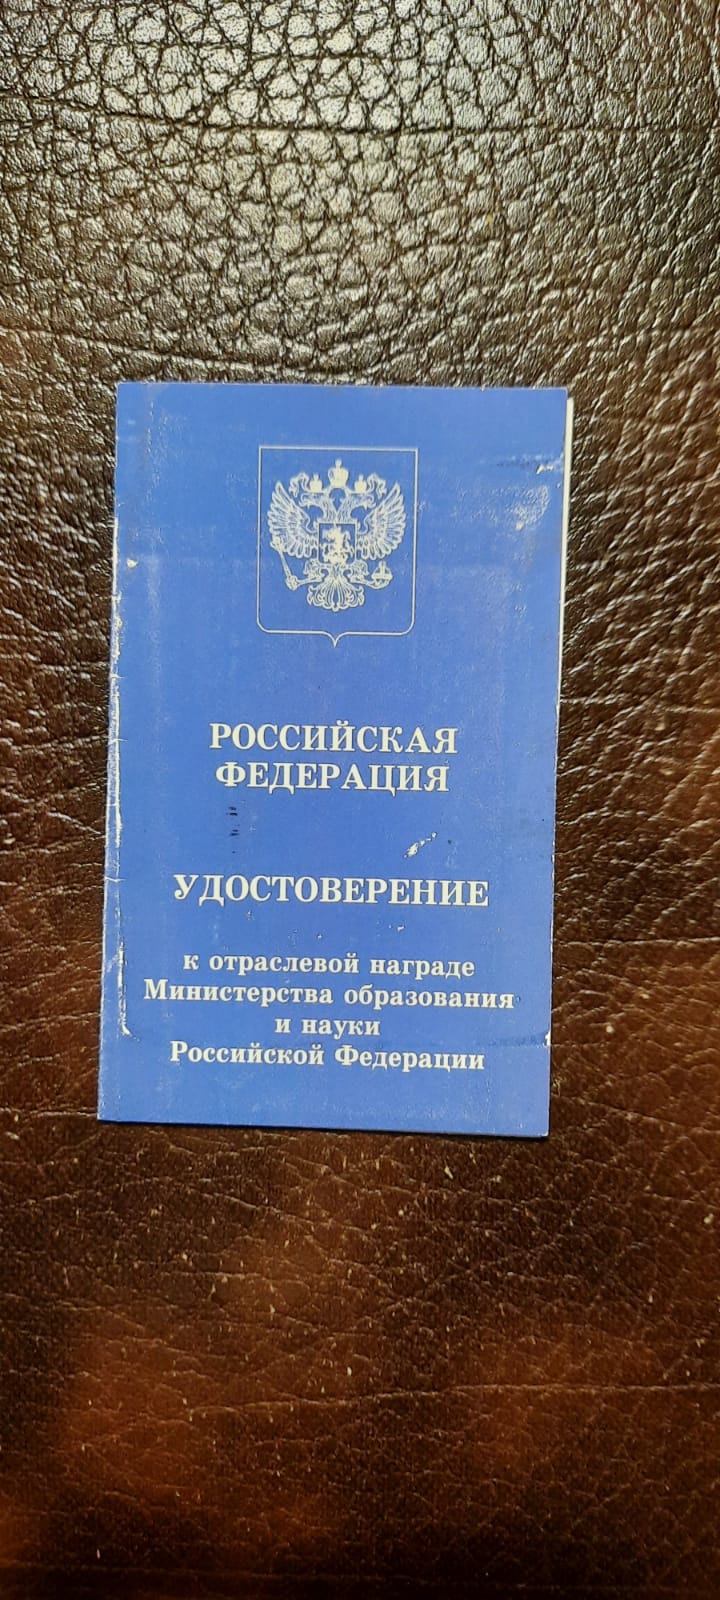 РОССИЙСКАЯ
ФЕДЕРАЦИЯ
УДОСТОВЕРЕНИЕ
к отраслевой награде
Министерства образования
и науки
Российской Федерации